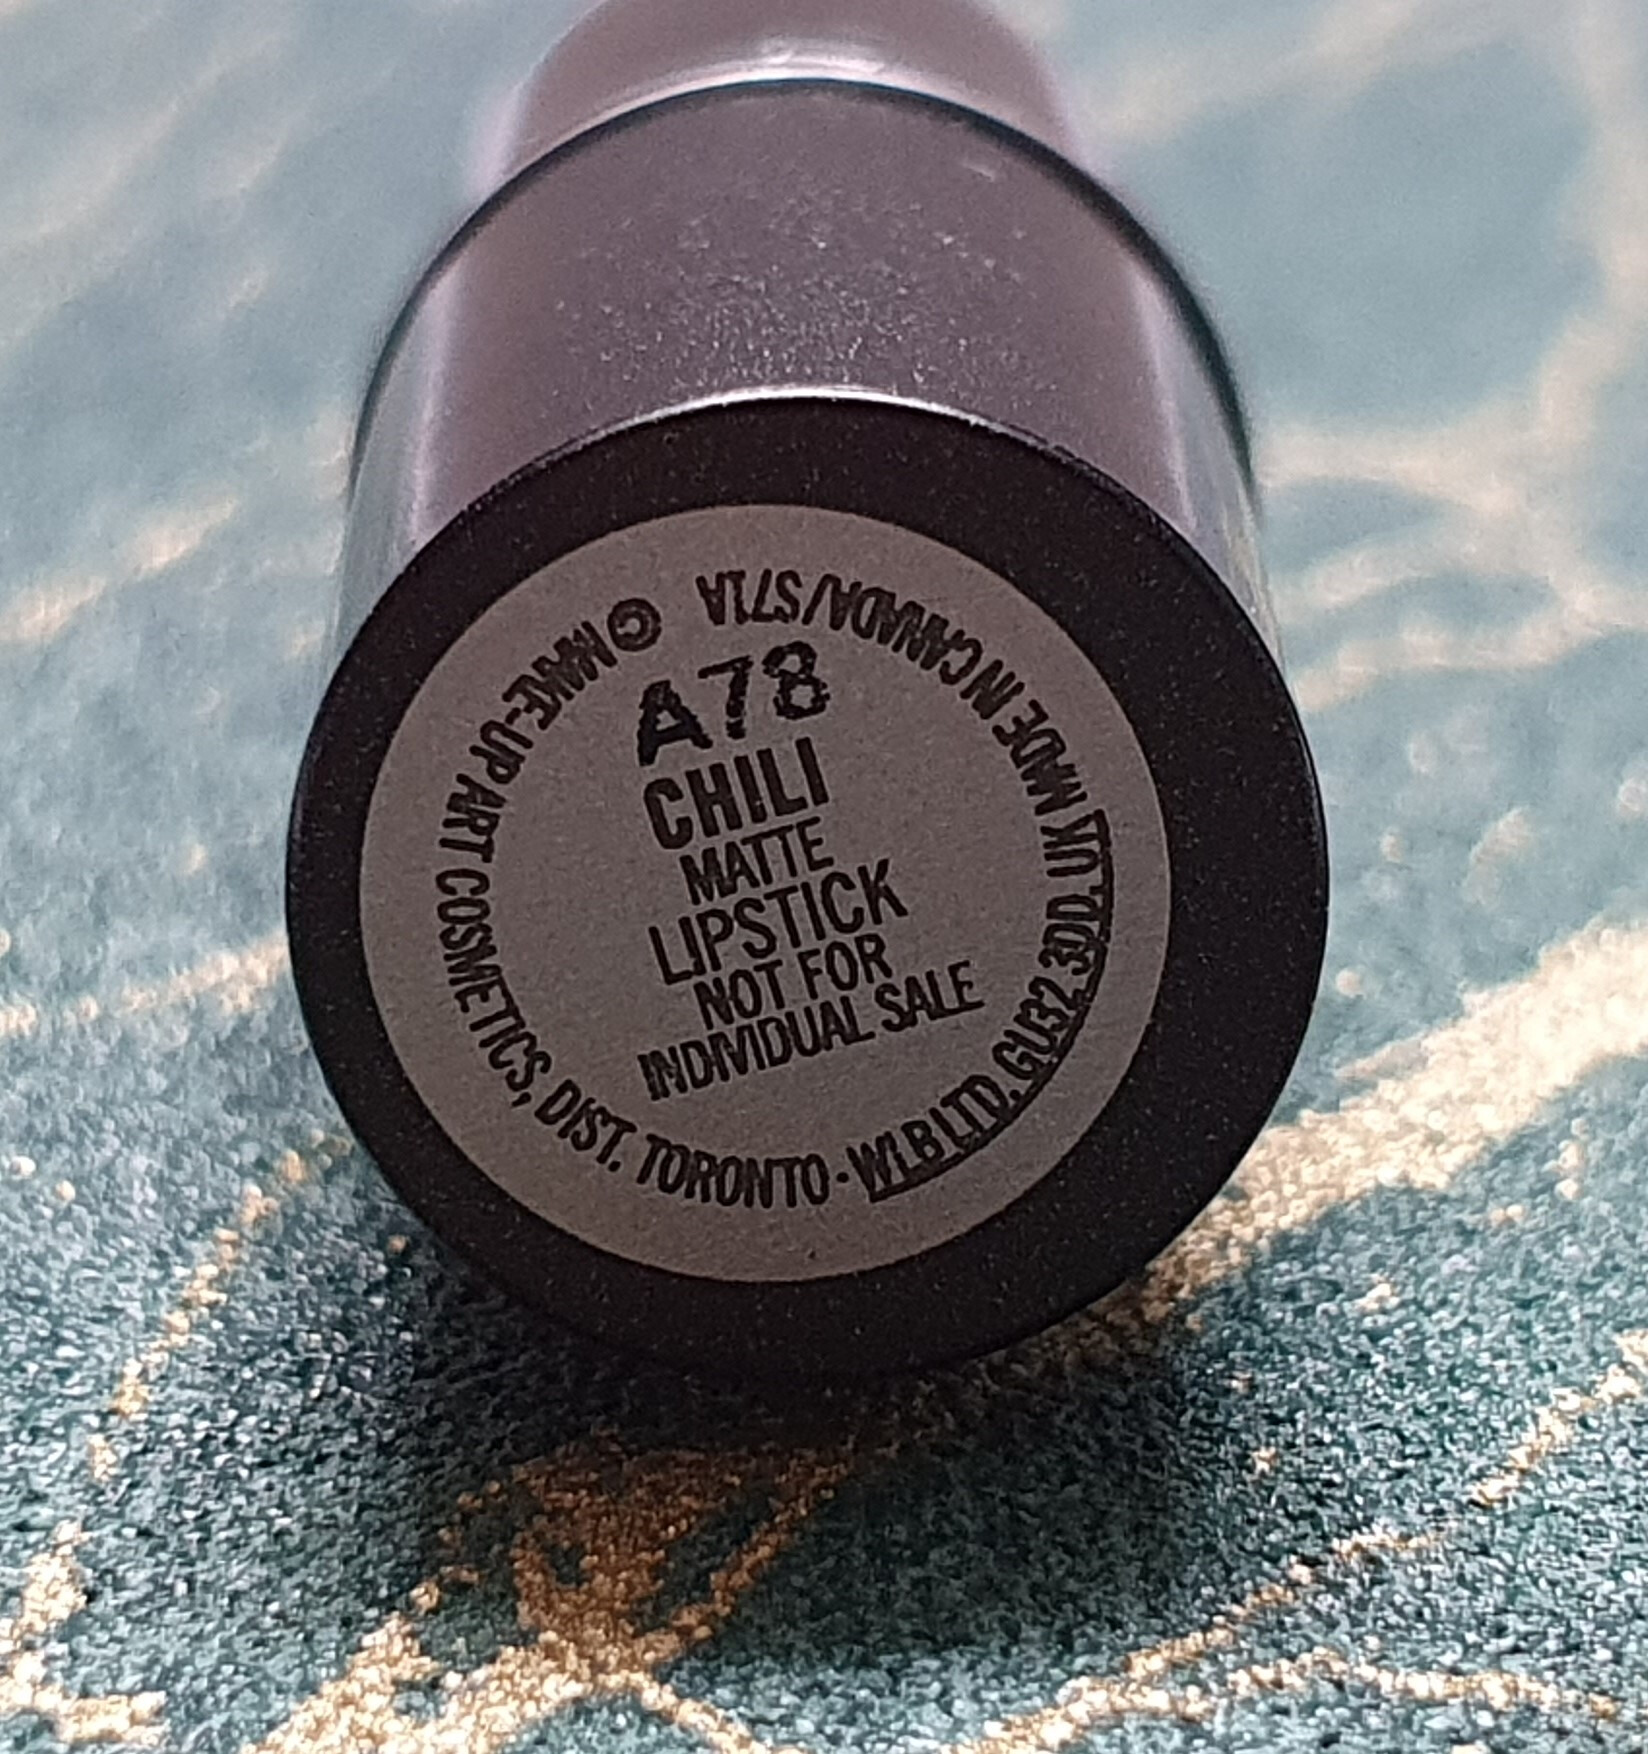 A78
CHILI
MATTE
LIPSTICK
NOT FOR
INDIVIDUAL SALE
© MAKE-UP ART COSMETICS, DIST. TORONTO · WLB LTD. GU32 3DD. UK MADE IN CANADA/S71A